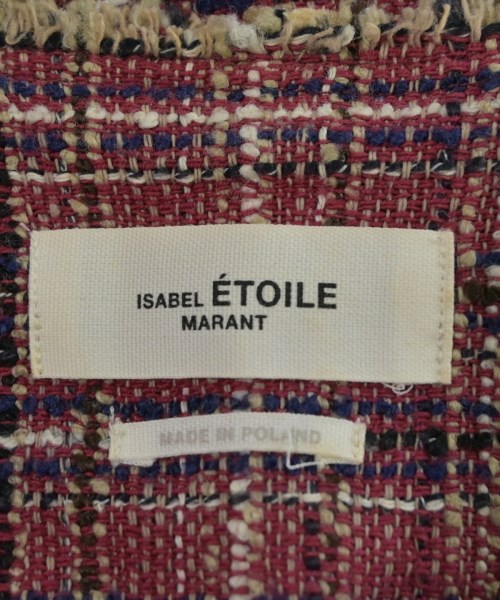 ISABEL ÉTOILE
MARANT
MADE IN POLAND